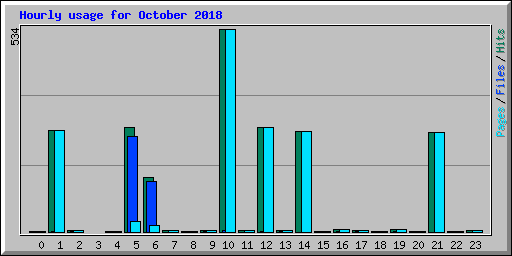 Hourly usage for October 2018
534
Pages/Files/Hits
0 1 2 3 4 5 6 7 8 9 10 11 12 13 14 15 16 17 18 19 20 21 22 23